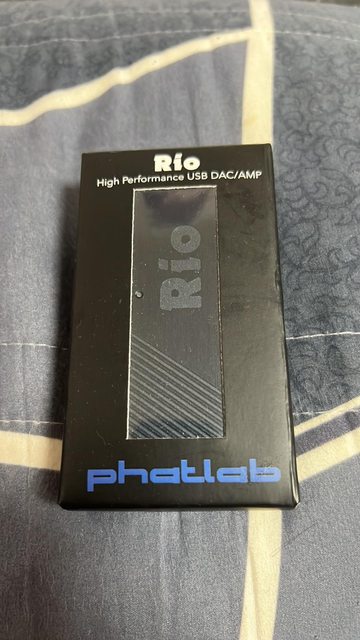 Rio
High Performance USB DAC/AMP
Rio
phatlab